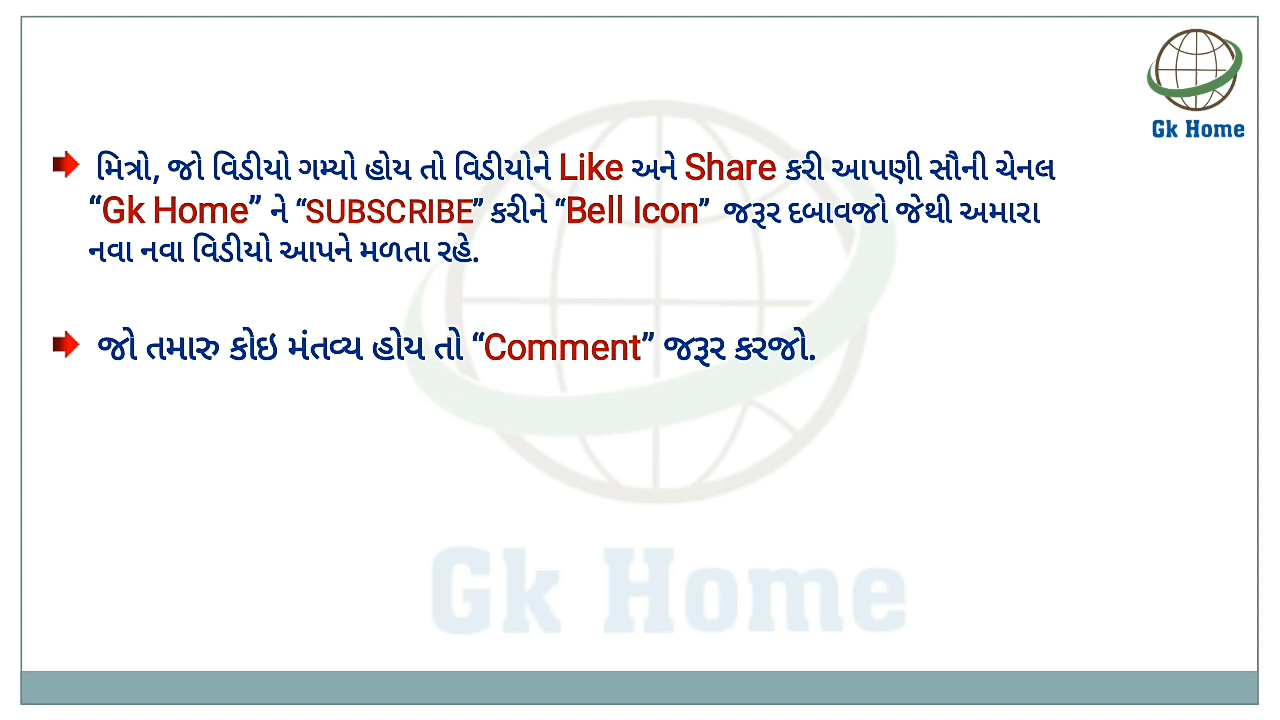 Gk Home
મિત્રો, જો વિડીયો ગમ્યો હોય તો વિડીયોને Like અને Share કરી આપણી સૌની ચેનલ
“Gk Home” ને “SUBSCRIBE” કરીને “Bell Icon” જરૂર દબાવજો જેથી અમારા
નવા નવા વિડીયો આપને મળતા રહે.
જો તમારુ કોઇ મંતવ્ય હોય તો “Comment” જરૂર કરજો.
Gk Home